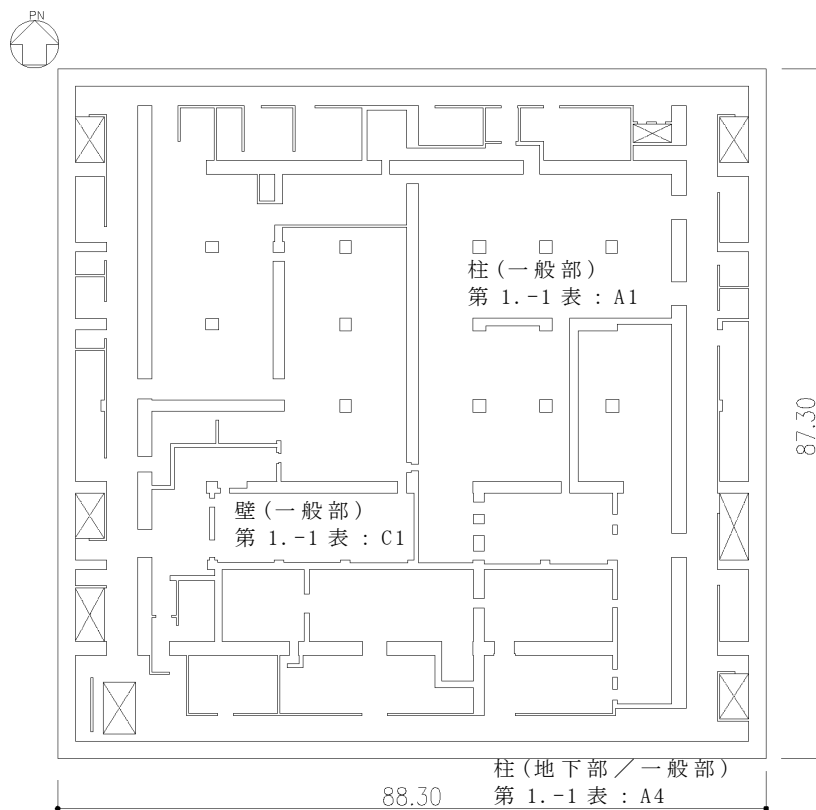 PN
柱(一般部)
第 1.-1 表 : A1
87.30
壁(一般部)
第 1.-1 表 : C1
柱(地下部/一般部)
第 1.-1 表 : A4
88.30